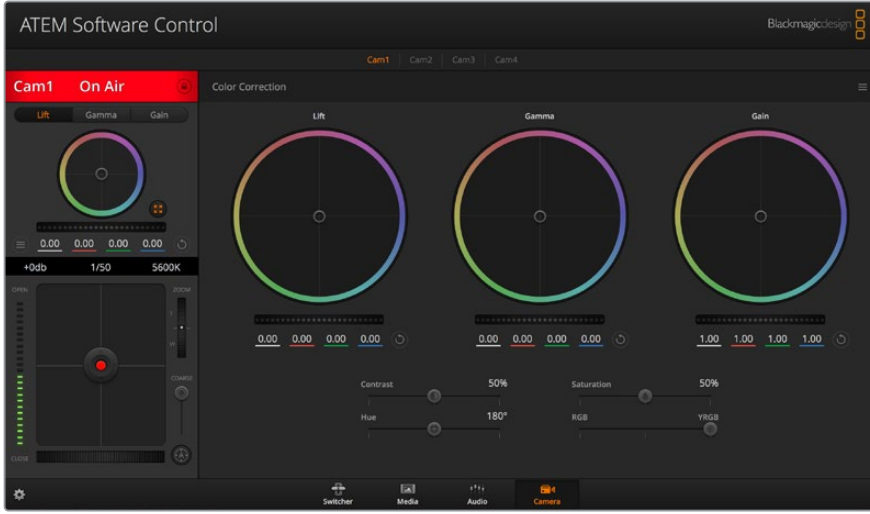 ATEM Software Control
Blackmagicdesign
Cam1 Cam2 Cam3 Cam4
Cam1 On Air
Color Correction
Lift Gamma Gain
Lift Gamma Gain
0.00 0.00 0.00 0.00
+0db 1/50 5600K
OPEN
ZOOM
T
W
COARSE
CLOSE
0.00 0.00 0.00 0.00
0.00 0.00 0.00 0.00
1.00 1.00 1.00 1.00
Contrast 50%
Saturation 50%
Hue 180°
RGB YRGB
Switcher Media Audio Camera